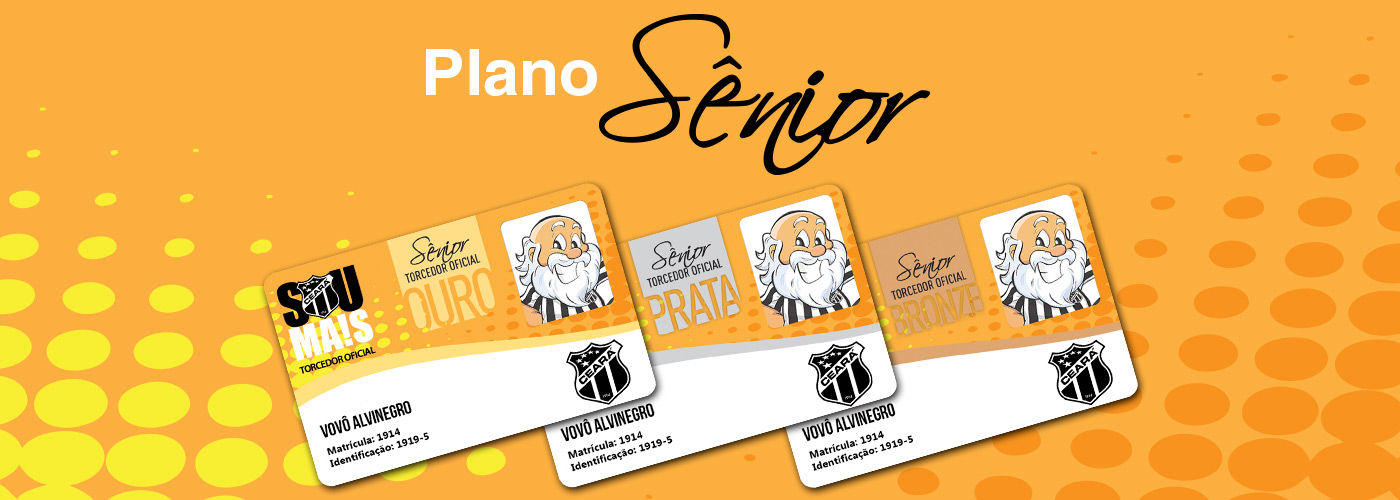 Plano Sênior
SOU
CEARÁ
MA!S
TORCEDOR OFICIAL
Sênior
TORCEDOR OFICIAL
OURO
CEARÁ
VOVÔ ALVINEGRO
Matrícula: 1914
Identificação: 1919-5
Sênior
TORCEDOR OFICIAL
PRATA
CEARÁ
VOVÔ ALVINEGRO
Matrícula: 1914
Identificação: 1919-5
Sênior
TORCEDOR OFICIAL
BRONZE
CEARÁ
VOVÔ ALVINEGRO
Matrícula: 1914
Identificação: 1919-5